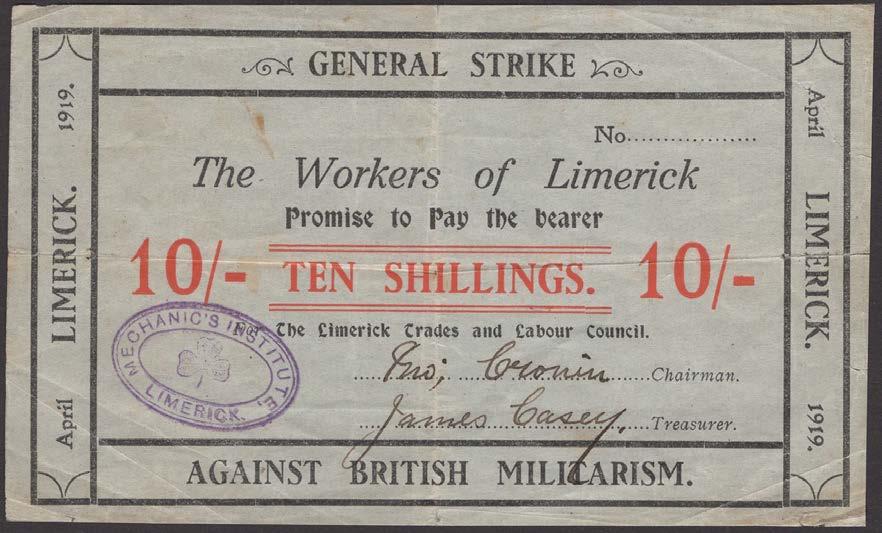 GENERAL STRIKE
April LIMERICK. 1919.
April LIMERICK. 1919.
No..................
The Workers of Limerick
Promise to Pay the bearer
10/- TEN SHILLINGS. 10/-
For The Limerick Trades and Labour Council.
Jno; Cronin Chairman.
James Casey, Treasurer.
MECHANIC'S INSTITUTE,
LIMERICK.
AGAINST BRITISH MILITARISM.